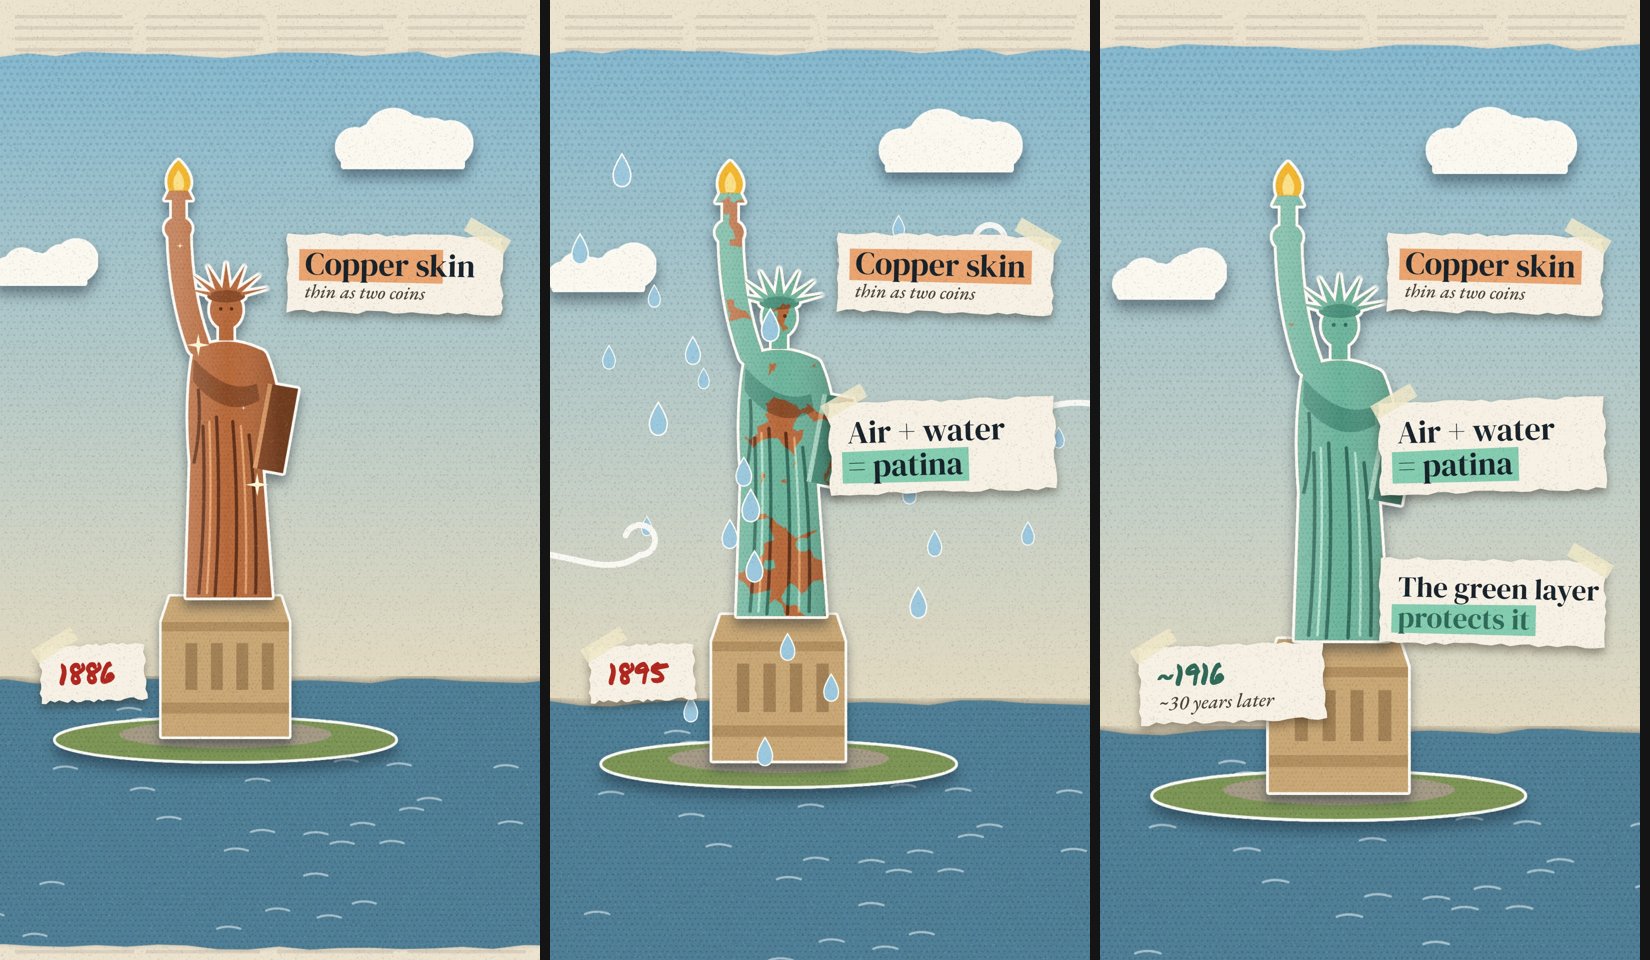 Copper skin
thin as two coins
1886
Copper skin
thin as two coins
Air + water
= patina
1895
Copper skin
thin as two coins
Air + water
= patina
The green layer
protects it
~1916
~30 years later